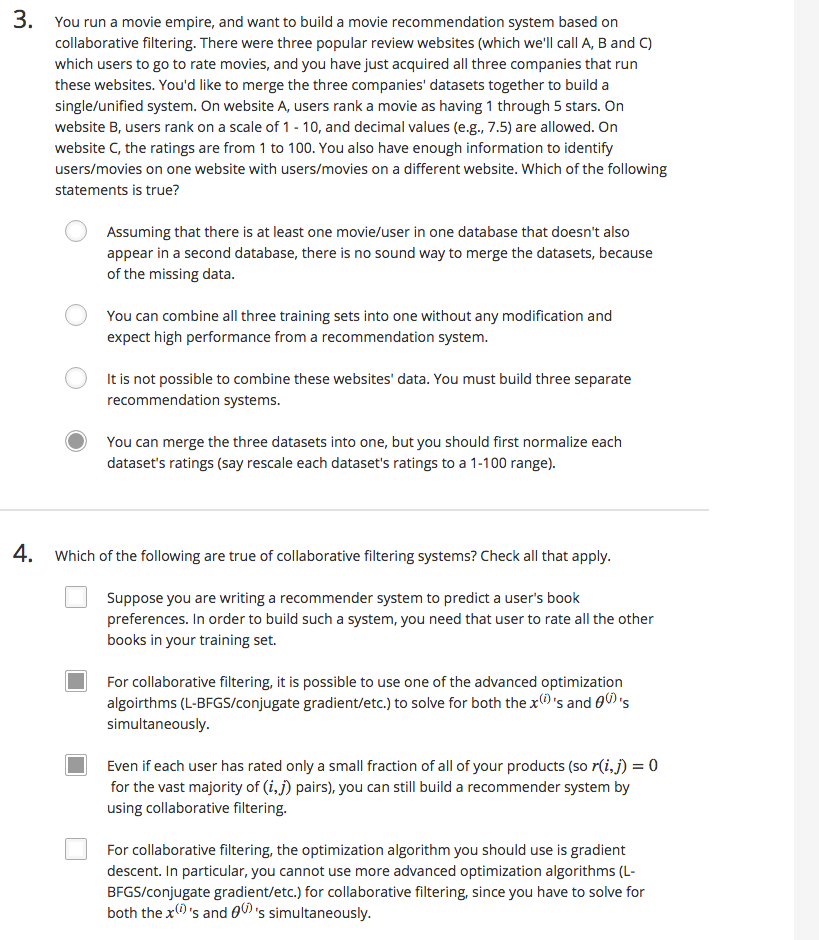 3. You run a movie empire, and want to build a movie recommendation system based on
collaborative filtering. There were three popular review websites (which we'll call A, B and C)
which users to go to rate movies, and you have just acquired all three companies that run
these websites. You'd like to merge the three companies' datasets together to build a
single/unified system. On website A, users rank a movie as having 1 through 5 stars. On
website B, users rank on a scale of 1 - 10, and decimal values (e.g., 7.5) are allowed. On
website C, the ratings are from 1 to 100. You also have enough information to identify
users/movies on one website with users/movies on a different website. Which of the following
statements is true?
Assuming that there is at least one movie/user in one database that doesn't also
appear in a second database, there is no sound way to merge the datasets, because
of the missing data.
You can combine all three training sets into one without any modification and
expect high performance from a recommendation system.
It is not possible to combine these websites' data. You must build three separate
recommendation systems.
You can merge the three datasets into one, but you should first normalize each
dataset's ratings (say rescale each dataset's ratings to a 1-100 range).
4. Which of the following are true of collaborative filtering systems? Check all that apply.
Suppose you are writing a recommender system to predict a user's book
preferences. In order to build such a system, you need that user to rate all the other
books in your training set.
For collaborative filtering, it is possible to use one of the advanced optimization
algoirthms (L-BFGS/conjugate gradient/etc.) to solve for both the x⁽ⁱ⁾'s and θ⁽ʲ⁾'s
simultaneously.
Even if each user has rated only a small fraction of all of your products (so r(i, j) = 0
for the vast majority of (i, j) pairs), you can still build a recommender system by
using collaborative filtering.
For collaborative filtering, the optimization algorithm you should use is gradient
descent. In particular, you cannot use more advanced optimization algorithms (L-
BFGS/conjugate gradient/etc.) for collaborative filtering, since you have to solve for
both the x⁽ⁱ⁾'s and θ⁽ʲ⁾'s simultaneously.